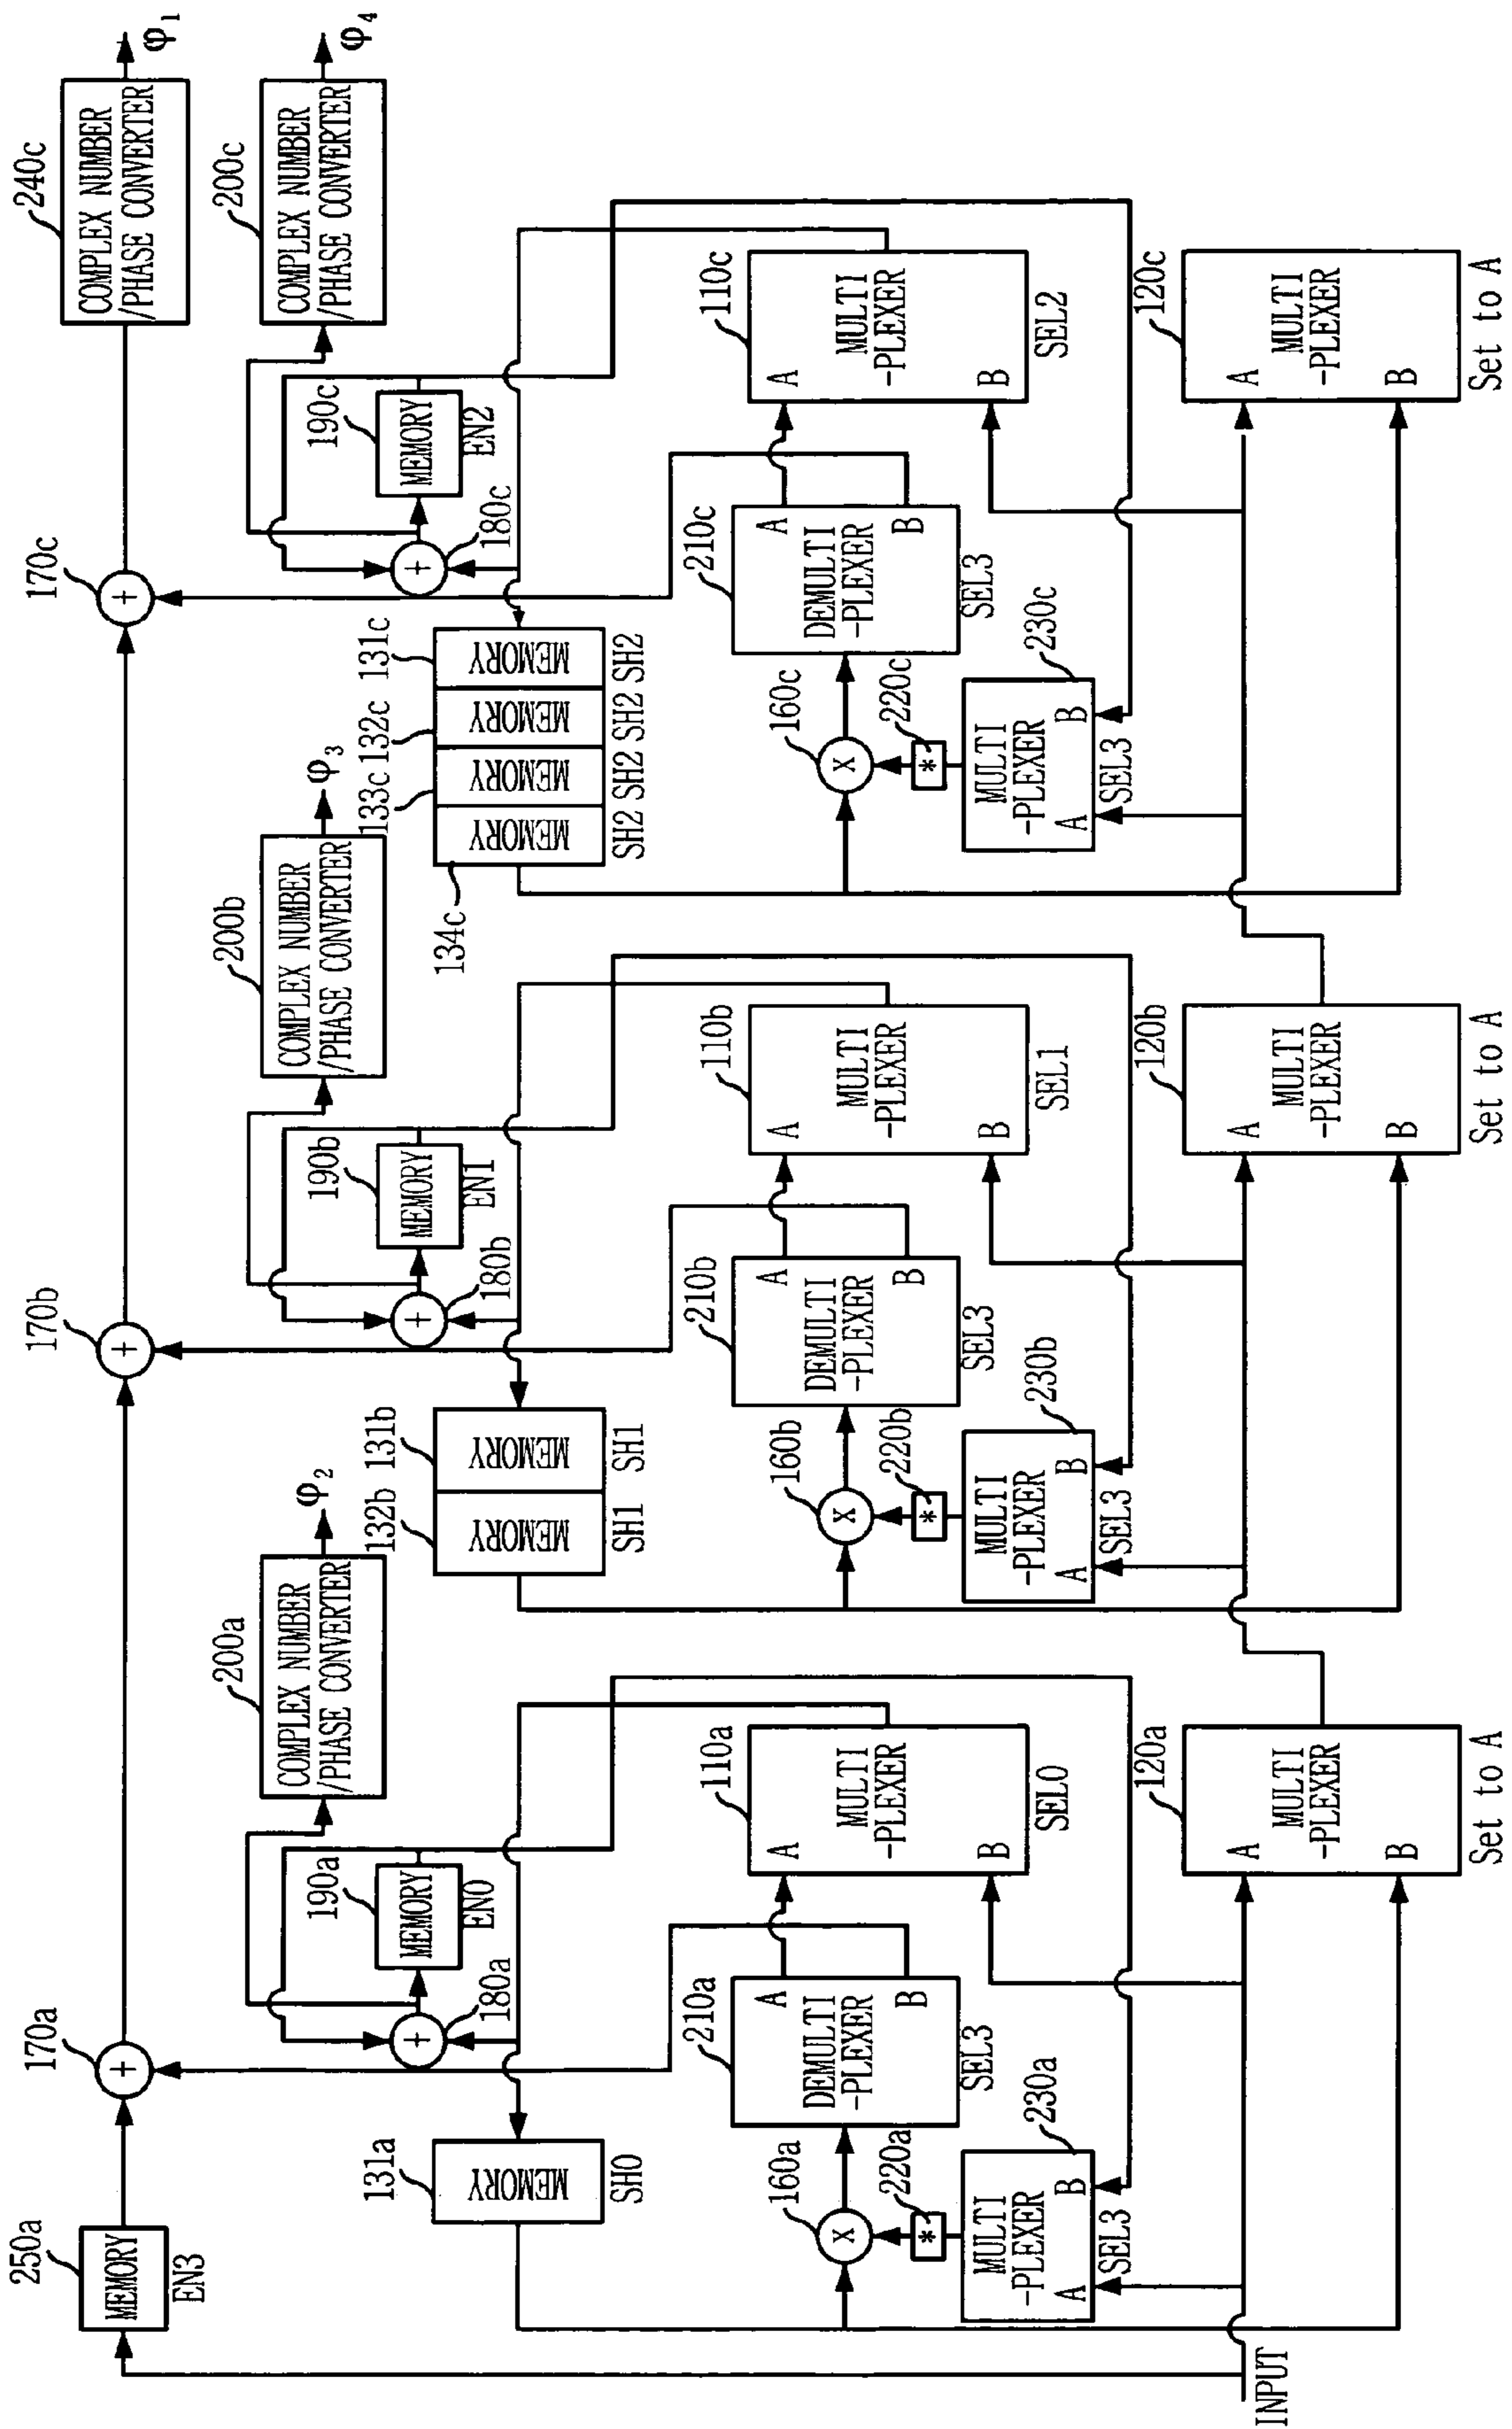 250a
MEMORY
EN3
170a
+
170b
+
170c
+
240c
COMPLEX NUMBER
/PHASE CONVERTER
φ1
200a
COMPLEX NUMBER
/PHASE CONVERTER
φ2
200b
COMPLEX NUMBER
/PHASE CONVERTER
φ3
200c
COMPLEX NUMBER
/PHASE CONVERTER
φ4
190a
MEMORY
EN0
+
180a
190b
MEMORY
EN1
+
180b
190c
MEMORY
EN2
+
180c
131a
MEMORY
SH0
132b
131b
MEMORY
MEMORY
SH1
SH1
133c
132c
131c
MEMORY
MEMORY
MEMORY
MEMORY
SH2
SH2
SH2
SH2
134c
160a
x
220a
*
210a
DEMULTI
-PLEXER
A
B
SEL3
110a
A
MULTI
-PLEXER
B
SEL0
230a
MULTI
-PLEXER
A
B
SEL3
160b
x
220b
*
210b
DEMULTI
-PLEXER
A
B
SEL3
110b
A
MULTI
-PLEXER
B
SEL1
230b
MULTI
-PLEXER
A
B
SEL3
160c
x
220c
*
210c
DEMULTI
-PLEXER
A
B
SEL3
110c
A
MULTI
-PLEXER
B
SEL2
230c
MULTI
-PLEXER
A
B
SEL3
INPUT
120a
A
MULTI
-PLEXER
B
Set to A
120b
A
MULTI
-PLEXER
B
Set to A
120c
A
MULTI
-PLEXER
B
Set to A